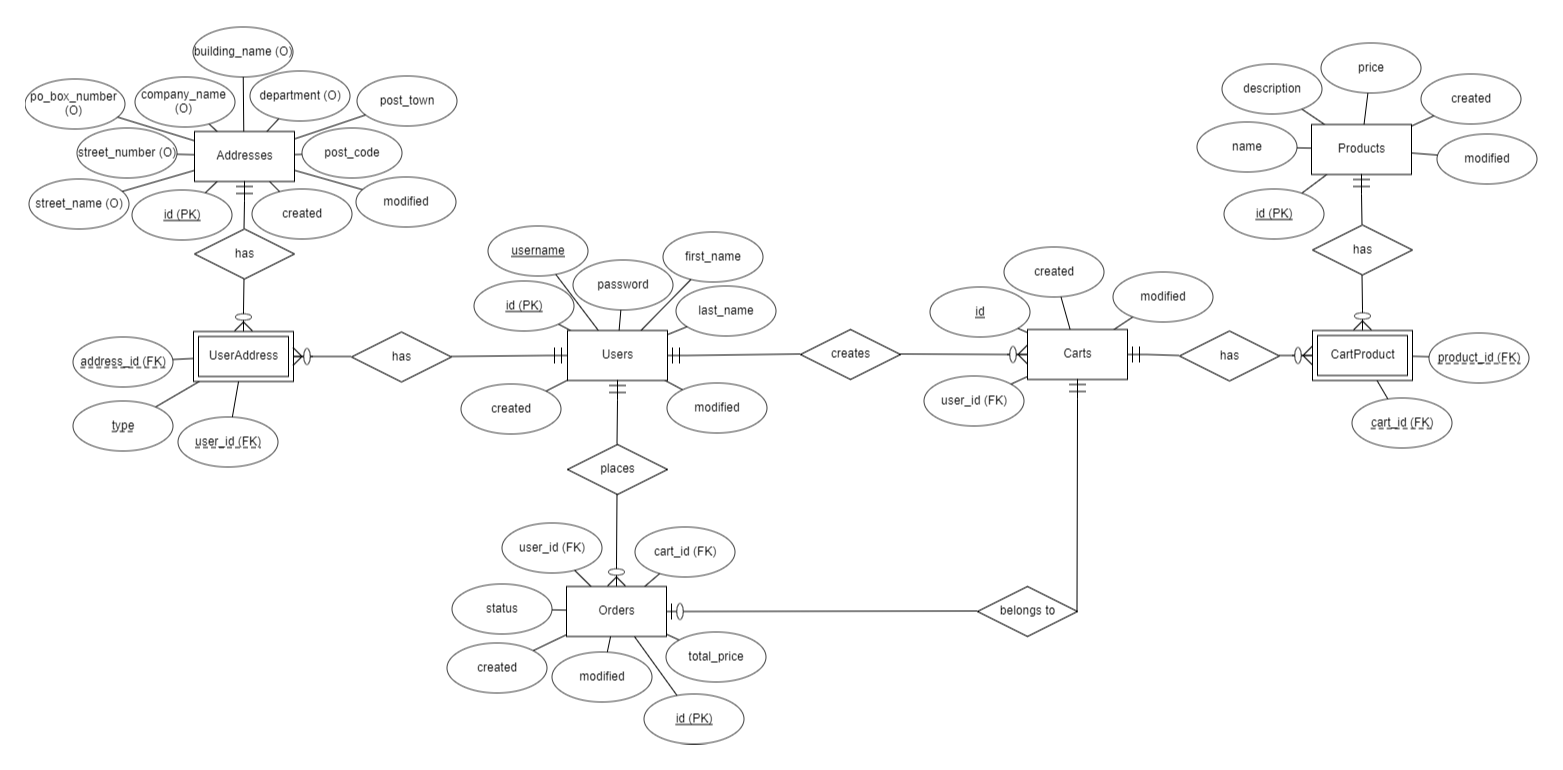 building_name (O)
po_box_number
(O)
company_name
(O)
department (O)
post_town
street_number (O)
Addresses
post_code
street_name (O)
id (PK)
created
modified
has
address_id (FK)
UserAddress
type
user_id (FK)
has
username
password
first_name
id (PK)
last_name
Users
created
modified
creates
places
user_id (FK)
cart_id (FK)
status
Orders
created
modified
total_price
id (PK)
belongs to
created
id
modified
Carts
user_id (FK)
has
price
description
created
name
Products
modified
id (PK)
has
CartProduct
product_id (FK)
cart_id (FK)